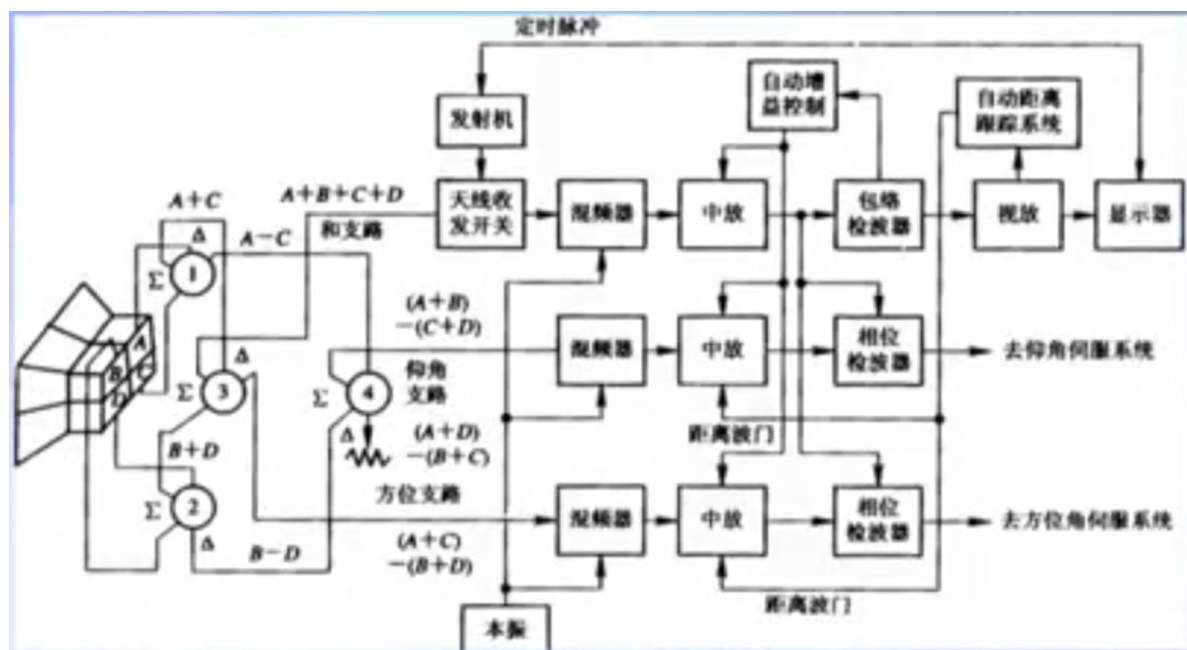 定时脉冲
自动增
益控制
自动距离
跟踪系统
发射机
A+C
A+B+C+D
和支路
天线收
发开关
混频器
中放
包络
检波器
视放
显示器
Δ
A-C
Σ
1
(A+B)
-(C+D)
A
B
C
D
混频器
中放
相位
检波器
去仰角伺服系统
Δ
Σ
3
Σ
4
仰角
支路
Δ
(A+D)
-(B+C)
距离波门
B+D
方位支路
Σ
2
Δ
混频器
中放
相位
检波器
去方位角伺服系统
B-D
(A+C)
-(B+D)
距离波门
本振